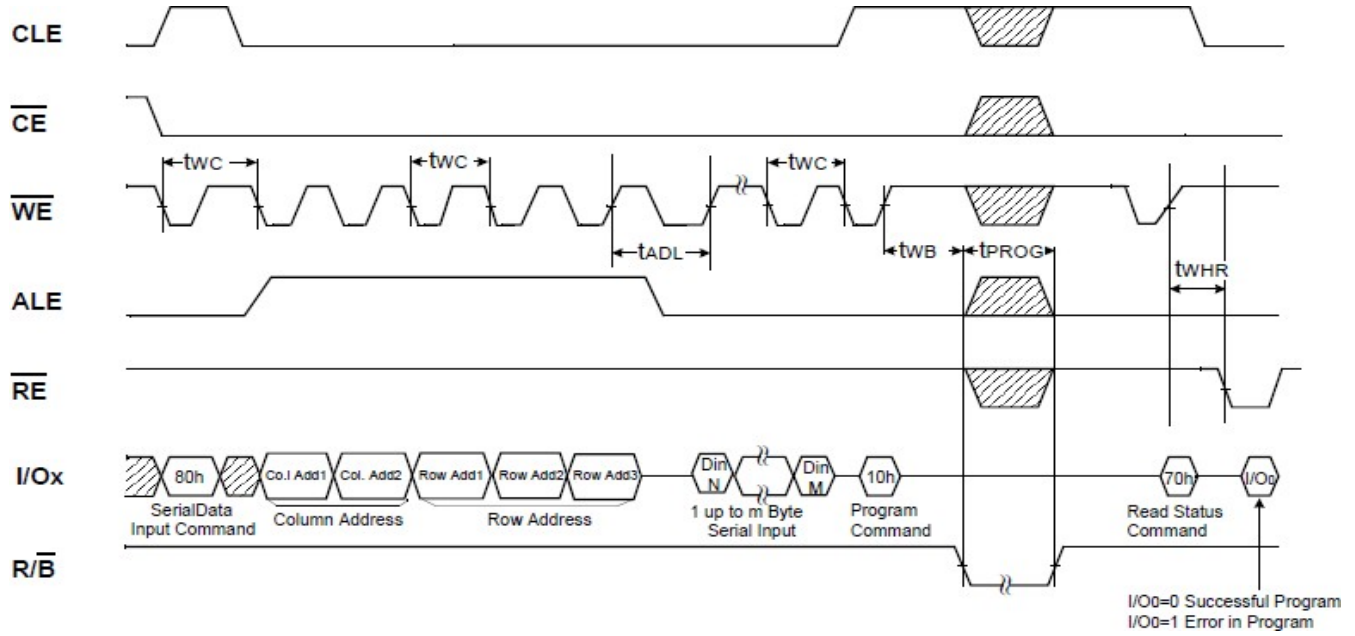 CLE
CE
tWC
tWC
tWC
WE
tADL
tWB
tPROG
tWHR
ALE
RE
I/Ox
80h
Co.l Add1
Col. Add2
Row Add1
Row Add2
Row Add3
Din
N
Din
M
10h
70h
I/O0
SerialData
Input Command
Column Address
Row Address
1 up to m Byte
Serial Input
Program
Command
Read Status
Command
R/B
I/O0=0 Successful Program
I/O0=1 Error in Program